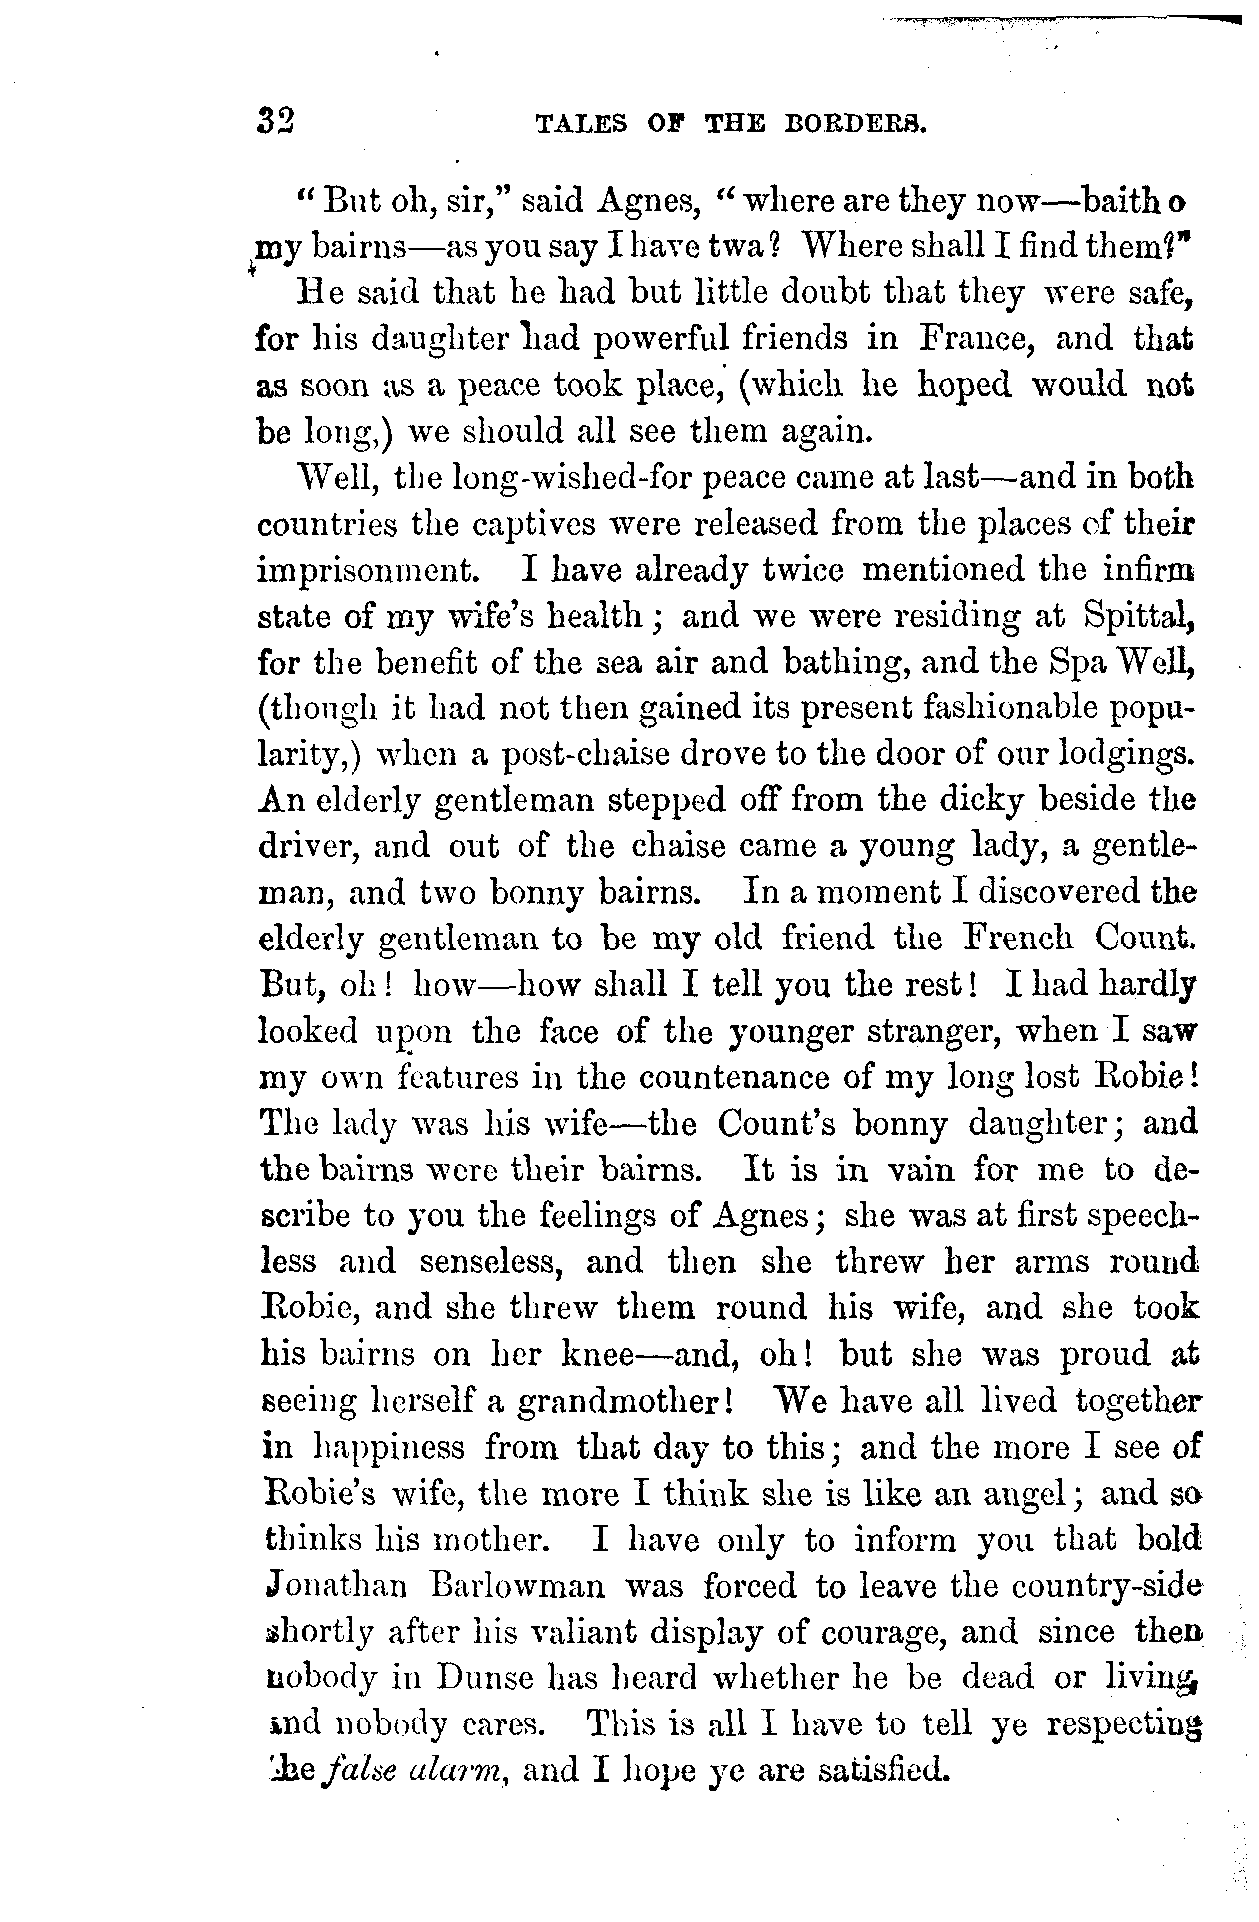 32 TALES OF THE BORDERS.
“But oh, sir,” said Agnes, “where are they now—baith o
my bairns—as you say I have twa? Where shall I find them?”
He said that he had but little doubt that they were safe,
for his daughter had powerful friends in France, and that
as soon as a peace took place, (which he hoped would not
be long,) we should all see them again.
Well, the long-wished-for peace came at last—and in both
countries the captives were released from the places of their
imprisonment. I have already twice mentioned the infirm
state of my wife's health; and we were residing at Spittal,
for the benefit of the sea air and bathing, and the Spa Well,
(though it had not then gained its present fashionable popu-
larity,) when a post-chaise drove to the door of our lodgings.
An elderly gentleman stepped off from the dicky beside the
driver, and out of the chaise came a young lady, a gentle-
man, and two bonny bairns. In a moment I discovered the
elderly gentleman to be my old friend the French Count.
But, oh! how—how shall I tell you the rest! I had hardly
looked upon the face of the younger stranger, when I saw
my own features in the countenance of my long lost Robie!
The lady was his wife—the Count's bonny daughter; and
the bairns were their bairns. It is in vain for me to de-
scribe to you the feelings of Agnes; she was at first speech-
less and senseless, and then she threw her arms round
Robie, and she threw them round his wife, and she took
his bairns on her knee—and, oh! but she was proud at
seeing herself a grandmother! We have all lived together
in happiness from that day to this; and the more I see of
Robie's wife, the more I think she is like an angel; and so
thinks his mother. I have only to inform you that bold
Jonathan Barlowman was forced to leave the country-side
shortly after his valiant display of courage, and since then
nobody in Dunse has heard whether he be dead or living,
and nobody cares. This is all I have to tell ye respecting
the false alarm, and I hope ye are satisfied.